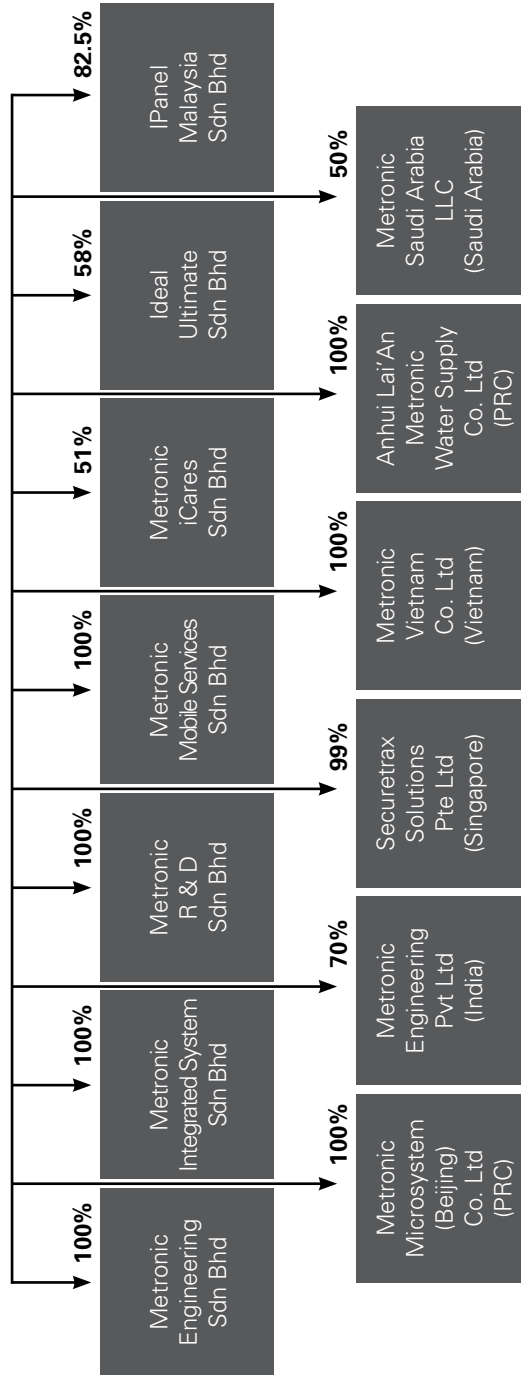 100%
Metronic
Engineering
Sdn Bhd
100%
Metronic
Integrated System
Sdn Bhd
100%
Metronic
R & D
Sdn Bhd
100%
Metronic
Mobile Services
Sdn Bhd
51%
Metronic
iCares
Sdn Bhd
58%
Ideal
Ultimate
Sdn Bhd
82.5%
IPanel
Malaysia
Sdn Bhd
100%
Metronic
Microsystem
(Beijing)
Co. Ltd
(PRC)
70%
Metronic
Engineering
Pvt Ltd
(India)
99%
Securetrax
Solutions
Pte Ltd
(Singapore)
100%
Metronic
Vietnam
Co. Ltd
(Vietnam)
100%
Anhui Lai’An
Metronic
Water Supply
Co. Ltd
(PRC)
50%
Metronic
Saudi Arabia
LLC
(Saudi Arabia)